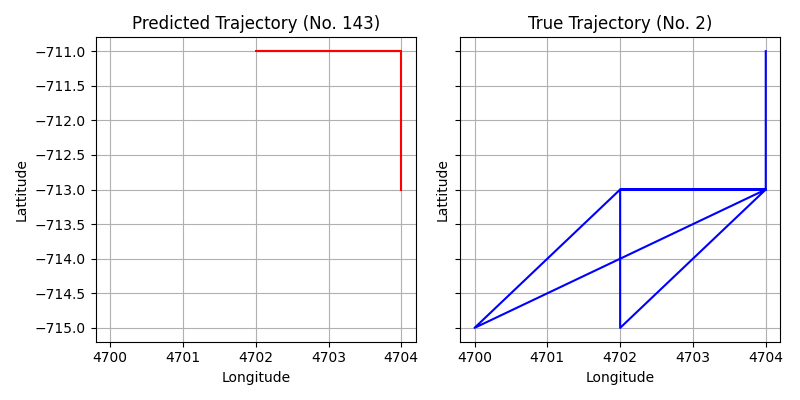 Predicted Trajectory (No. 143)
True Trajectory (No. 2)
−711.0
−711.5
−712.0
−712.5
−713.0
−713.5
−714.0
−714.5
−715.0
Lattitude
Lattitude
4700 4701 4702 4703 4704
4700 4701 4702 4703 4704
Longitude
Longitude